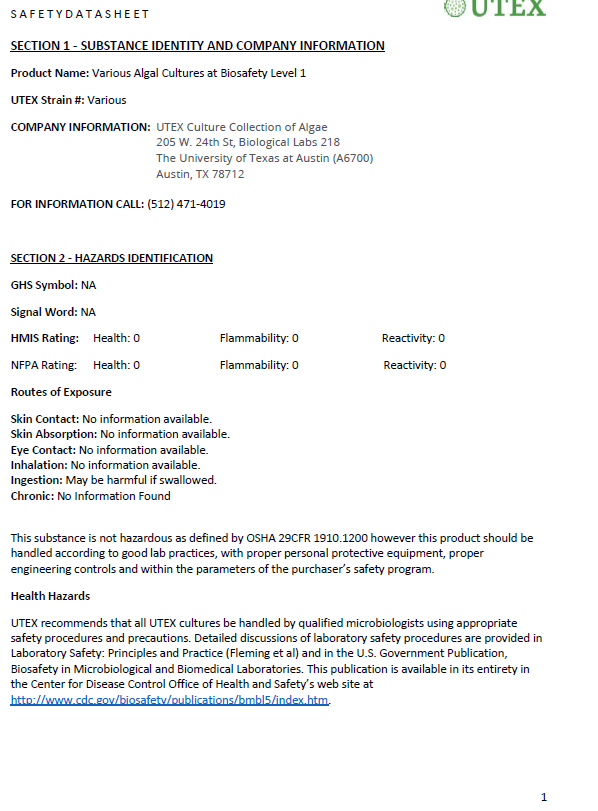 SAFETYDATASHEET
UTEX
SECTION 1 - SUBSTANCE IDENTITY AND COMPANY INFORMATION
Product Name: Various Algal Cultures at Biosafety Level 1
UTEX Strain #: Various
COMPANY INFORMATION: UTEX Culture Collection of Algae
205 W. 24th St, Biological Labs 218
The University of Texas at Austin (A6700)
Austin, TX 78712
FOR INFORMATION CALL: (512) 471-4019
SECTION 2 - HAZARDS IDENTIFICATION
GHS Symbol: NA
Signal Word: NA
HMIS Rating: Health: 0 Flammability: 0 Reactivity: 0
NFPA Rating: Health: 0 Flammability: 0 Reactivity: 0
Routes of Exposure
Skin Contact: No information available.
Skin Absorption: No information available.
Eye Contact: No information available.
Inhalation: No information available.
Ingestion: May be harmful if swallowed.
Chronic: No Information Found
This substance is not hazardous as defined by OSHA 29CFR 1910.1200 however this product should be
handled according to good lab practices, with proper personal protective equipment, proper
engineering controls and within the parameters of the purchaser's safety program.
Health Hazards
UTEX recommends that all UTEX cultures be handled by qualified microbiologists using appropriate
safety procedures and precautions. Detailed discussions of laboratory safety procedures are provided in
Laboratory Safety: Principles and Practice (Fleming et al) and in the U.S. Government Publication,
Biosafety in Microbiological and Biomedical Laboratories. This publication is available in its entirety in
the Center for Disease Control Office of Health and Safety's web site at
http://www.cdc.gov/biosafety/publications/bmbl5/index.htm.
1